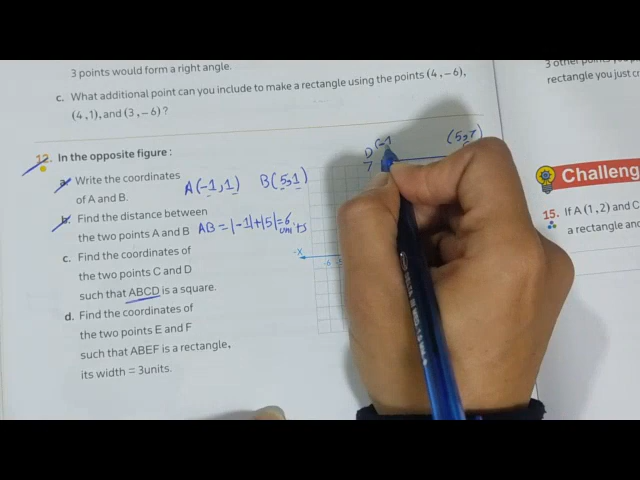 3 points would form a right angle.
c. What additional point can you include to make a rectangle using the points (4, -6),
(4, 1), and (3, -6)?
12. In the opposite figure:
a. Write the coordinates
of A and B.
A(-1, 1) B(5, 1)
b. Find the distance between
the two points A and B
AB = |-1|+|5|=6
units
c. Find the coordinates of
the two points C and D
such that ABCD is a square.
d. Find the coordinates of
the two points E and F
such that ABEF is a rectangle,
its width = 3units.
D (-1
7
(5, 7)
-X
-6
3 other points
rectangle you just
Challeng
15. If A (1, 2) and C
a rectangle and